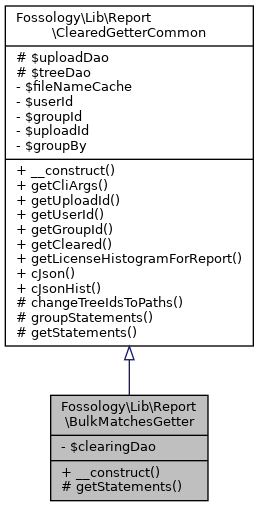 Fossology\Lib\Report
\ClearedGetterCommon
# $uploadDao
# $treeDao
- $fileNameCache
- $userId
- $groupId
- $uploadId
- $groupBy
+ __construct()
+ getCliArgs()
+ getUploadId()
+ getUserId()
+ getGroupId()
+ getCleared()
+ getLicenseHistogramForReport()
+ cJson()
+ cJsonHist()
# changeTreeIdsToPaths()
# groupStatements()
# getStatements()
Fossology\Lib\Report
\BulkMatchesGetter
- $clearingDao
+ __construct()
# getStatements()